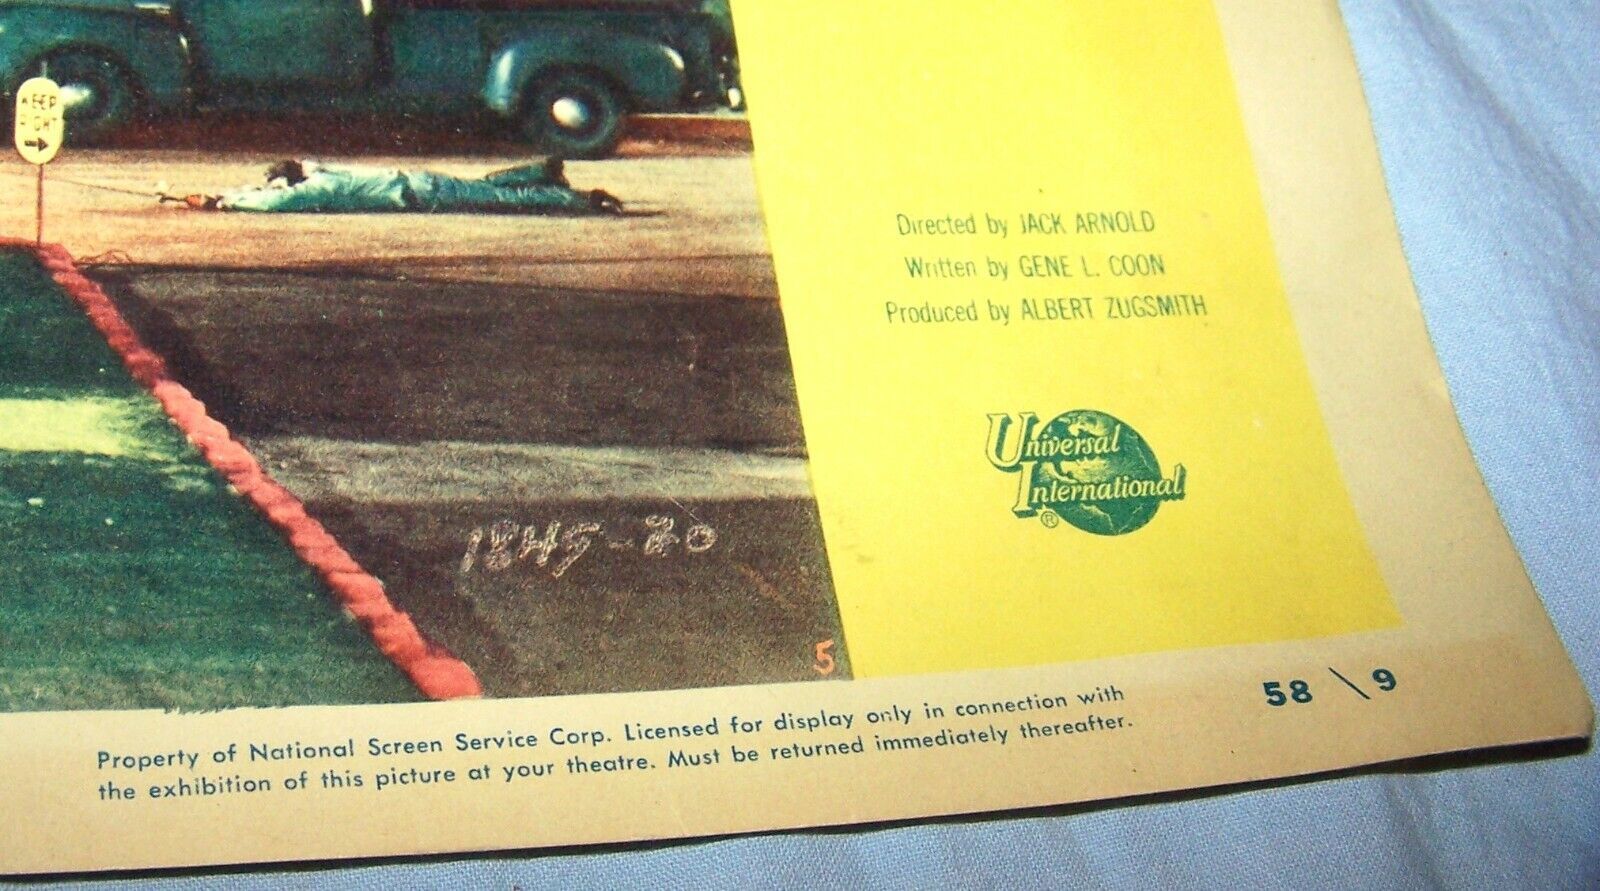 KEEP
RIGHT
Directed by JACK ARNOLD
Written by GENE L. COON
Produced by ALBERT ZUGSMITH
Universal
International
®
1845-20
5
58 \ 9
Property of National Screen Service Corp. Licensed for display only in connection with
the exhibition of this picture at your theatre. Must be returned immediately thereafter.